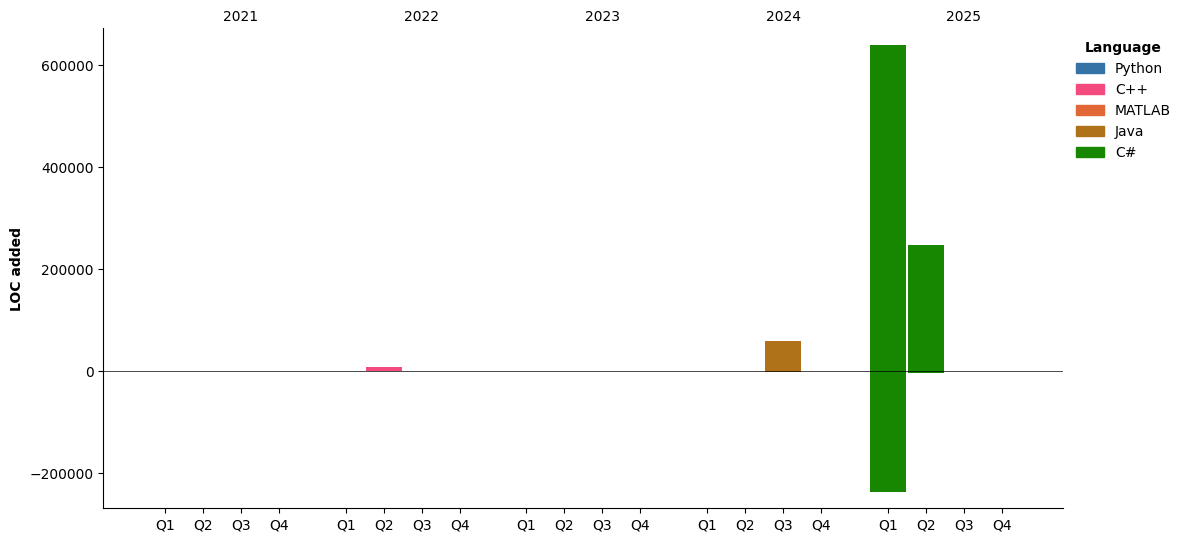 2021 2022 2023 2024 2025
LOC added
600000
400000
200000
0
−200000
Q1 Q2 Q3 Q4 Q1 Q2 Q3 Q4 Q1 Q2 Q3 Q4 Q1 Q2 Q3 Q4 Q1 Q2 Q3 Q4
Language
Python
C++
MATLAB
Java
C#